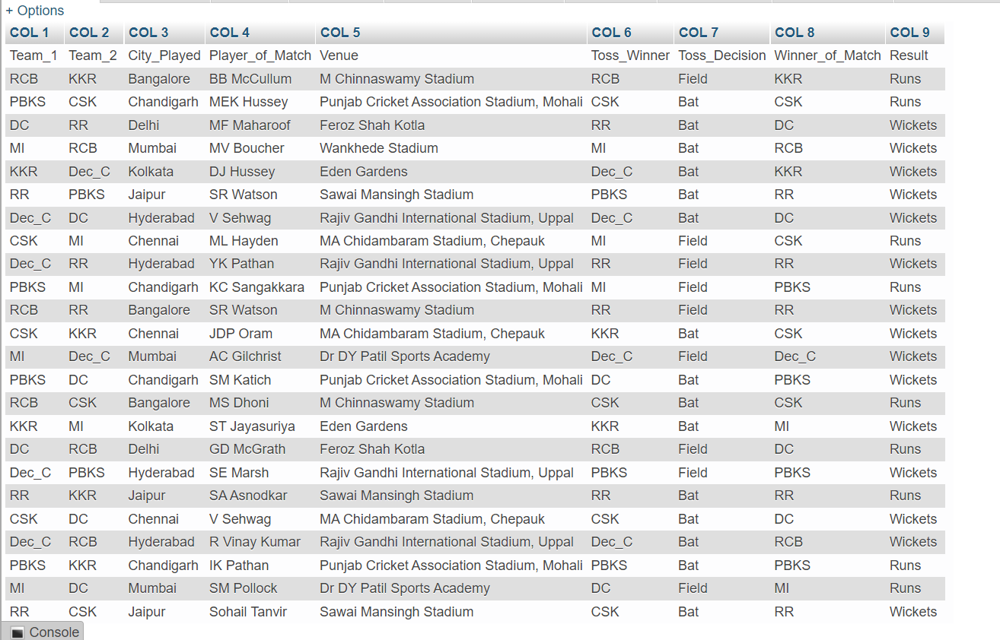 + Options
COL 1 COL 2 COL 3 COL 4 COL 5 COL 6 COL 7 COL 8 COL 9
Team_1 Team_2 City_Played Player_of_Match Venue Toss_Winner Toss_Decision Winner_of_Match Result
RCB KKR Bangalore BB McCullum M Chinnaswamy Stadium RCB Field KKR Runs
PBKS CSK Chandigarh MEK Hussey Punjab Cricket Association Stadium, Mohali CSK Bat CSK Runs
DC RR Delhi MF Maharoof Feroz Shah Kotla RR Bat DC Wickets
MI RCB Mumbai MV Boucher Wankhede Stadium MI Bat RCB Wickets
KKR Dec_C Kolkata DJ Hussey Eden Gardens Dec_C Bat KKR Wickets
RR PBKS Jaipur SR Watson Sawai Mansingh Stadium PBKS Bat RR Wickets
Dec_C DC Hyderabad V Sehwag Rajiv Gandhi International Stadium, Uppal Dec_C Bat DC Wickets
CSK MI Chennai ML Hayden MA Chidambaram Stadium, Chepauk MI Field CSK Runs
Dec_C RR Hyderabad YK Pathan Rajiv Gandhi International Stadium, Uppal RR Field RR Wickets
PBKS MI Chandigarh KC Sangakkara Punjab Cricket Association Stadium, Mohali MI Field PBKS Runs
RCB RR Bangalore SR Watson M Chinnaswamy Stadium RR Field RR Wickets
CSK KKR Chennai JDP Oram MA Chidambaram Stadium, Chepauk KKR Bat CSK Wickets
MI Dec_C Mumbai AC Gilchrist Dr DY Patil Sports Academy Dec_C Field Dec_C Wickets
PBKS DC Chandigarh SM Katich Punjab Cricket Association Stadium, Mohali DC Bat PBKS Wickets
RCB CSK Bangalore MS Dhoni M Chinnaswamy Stadium CSK Bat CSK Runs
KKR MI Kolkata ST Jayasuriya Eden Gardens KKR Bat MI Wickets
DC RCB Delhi GD McGrath Feroz Shah Kotla RCB Field DC Runs
Dec_C PBKS Hyderabad SE Marsh Rajiv Gandhi International Stadium, Uppal PBKS Field PBKS Wickets
RR KKR Jaipur SA Asnodkar Sawai Mansingh Stadium RR Bat RR Runs
CSK DC Chennai V Sehwag MA Chidambaram Stadium, Chepauk CSK Bat DC Wickets
Dec_C RCB Hyderabad R Vinay Kumar Rajiv Gandhi International Stadium, Uppal Dec_C Bat RCB Wickets
PBKS KKR Chandigarh IK Pathan Punjab Cricket Association Stadium, Mohali PBKS Bat PBKS Runs
MI DC Mumbai SM Pollock Dr DY Patil Sports Academy DC Field MI Runs
RR CSK Jaipur Sohail Tanvir Sawai Mansingh Stadium CSK Bat RR Wickets
Console